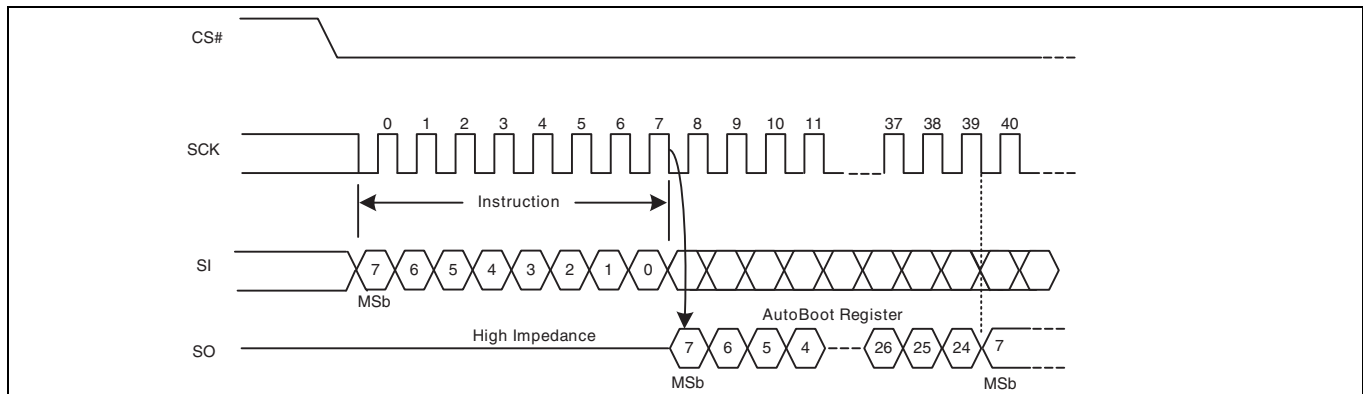 CS#
0 1 2 3 4 5 6 7 8 9 10 11 37 38 39 40
SCK
Instruction
SI
7 6 5 4 3 2 1 0
MSb
AutoBoot Register
High Impedance
SO
7 6 5 4 26 25 24 7
MSb MSb